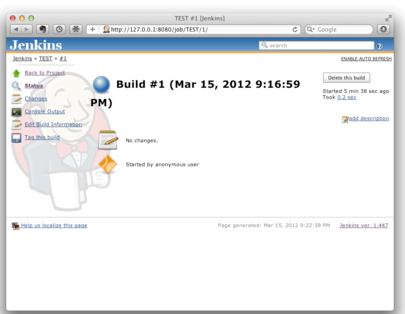 TEST #1 [Jenkins]
http://127.0.0.1:8080/job/TEST/1/
Google
Jenkins
search
Jenkins » TEST » #1
ENABLE AUTO REFRESH
Back to Project
Status
Changes
Console Output
Edit Build Information
Tag this build
Build #1 (Mar 15, 2012 9:16:59 PM)
Delete this build
Started 5 min 38 sec ago
Took 0.2 sec
add description
No changes.
Started by anonymous user
Help us localize this page
Page generated: Mar 15, 2012 9:22:38 PM
Jenkins ver. 1.447